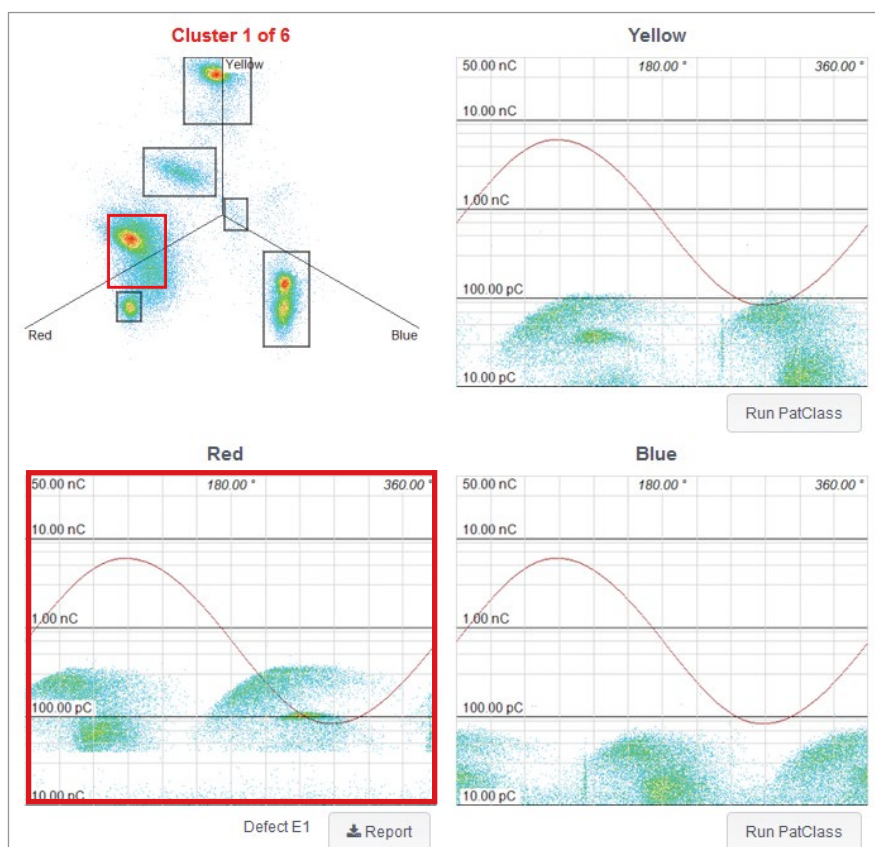 Cluster 1 of 6
Yellow
Red
Blue
Yellow
50.00 nC
180.00 °
360.00 °
10.00 nC
1.00 nC
100.00 pC
10.00 pC
Run PatClass
Red
50.00 nC
180.00 °
360.00 °
10.00 nC
1.00 nC
100.00 pC
10.00 pC
Defect E1
Report
Blue
50.00 nC
180.00 °
360.00 °
10.00 nC
1.00 nC
100.00 pC
10.00 pC
Run PatClass